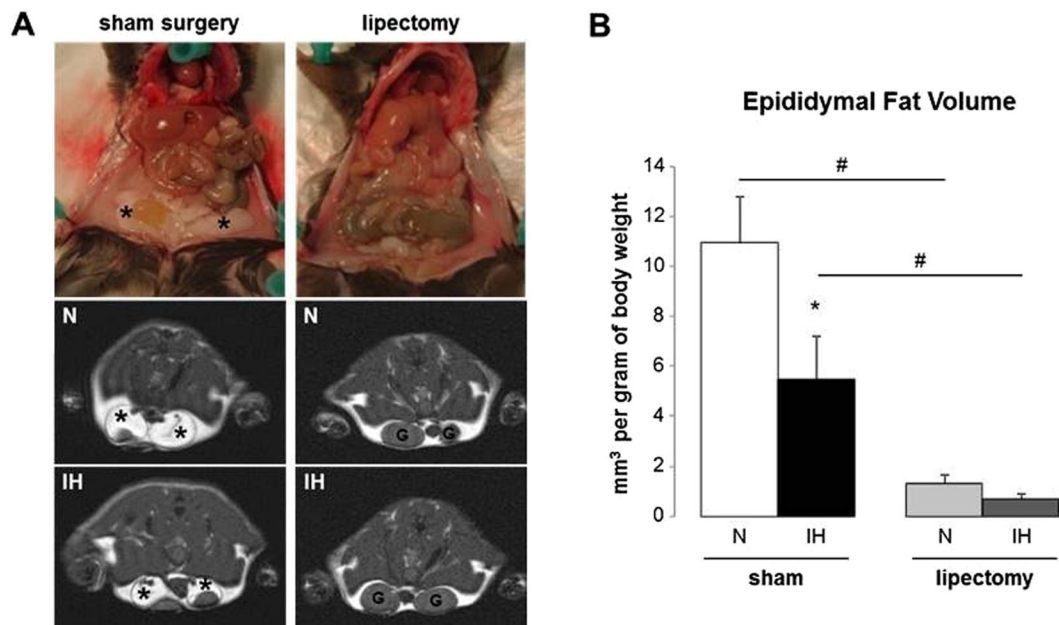 A
sham surgery
lipectomy
*
*
N
*
*
N
G
G
IH
*
*
IH
G
G
B
Epididymal Fat Volume
mm³ per gram of body weight
14
12
10
8
6
4
2
0
#
#
*
N
IH
N
IH
sham
lipectomy